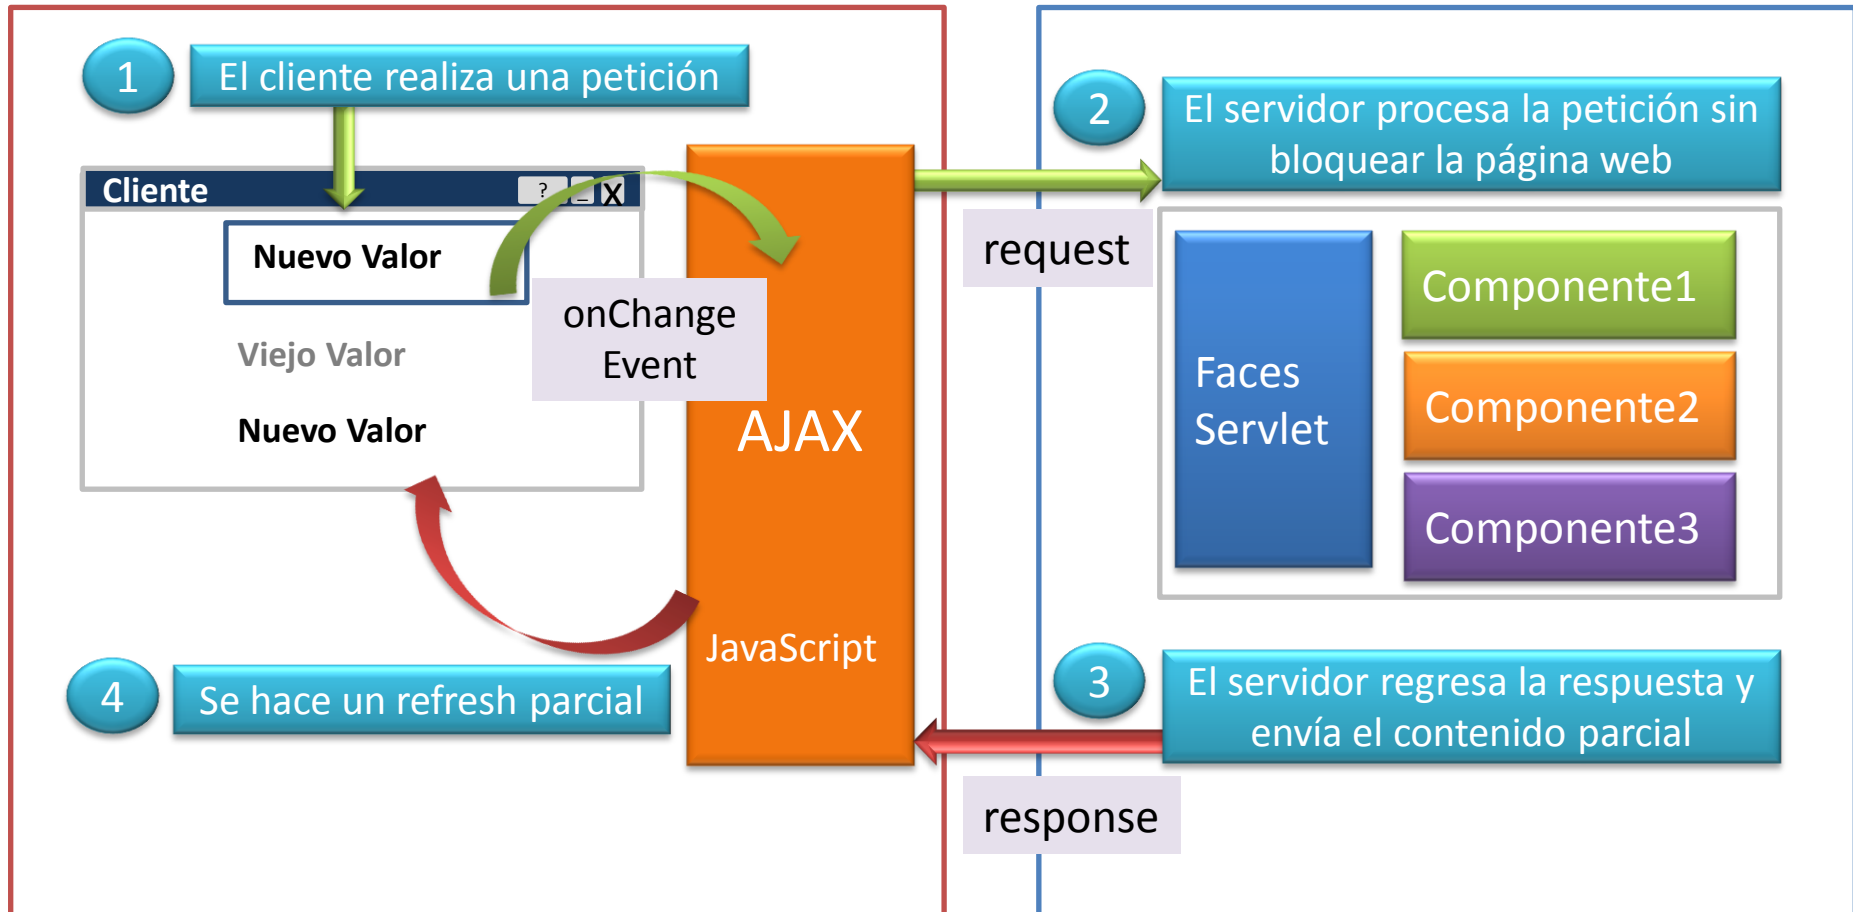 1
El cliente realiza una petición
Cliente
? _ X
Nuevo Valor
onChange
Event
Viejo Valor
Nuevo Valor
AJAX
JavaScript
4
Se hace un refresh parcial
request
2
El servidor procesa la petición sin
bloquear la página web
Faces
Servlet
Componente1
Componente2
Componente3
3
El servidor regresa la respuesta y
envía el contenido parcial
response